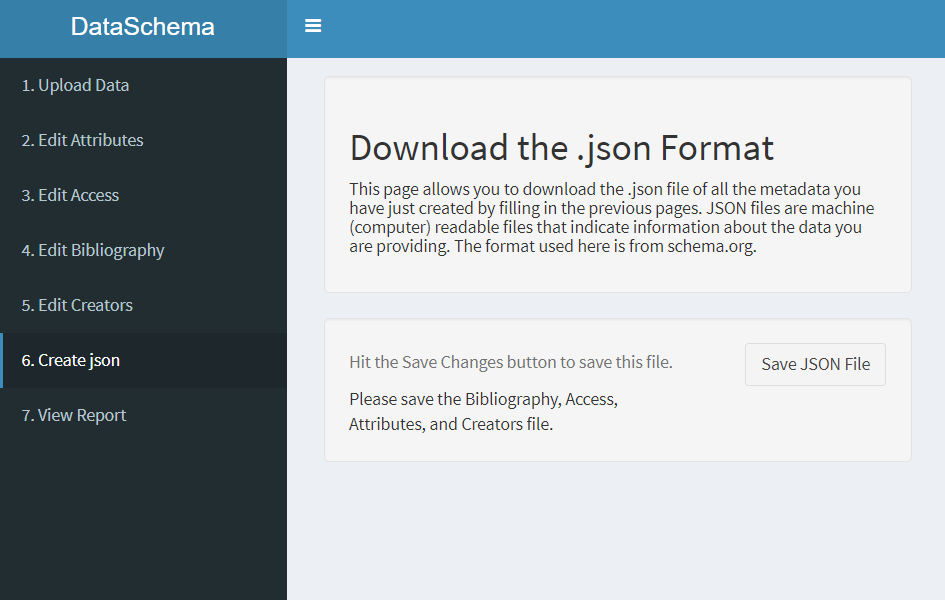 DataSchema
1. Upload Data
2. Edit Attributes
3. Edit Access
4. Edit Bibliography
5. Edit Creators
6. Create json
7. View Report
Download the .json Format
This page allows you to download the .json file of all the metadata you
have just created by filling in the previous pages. JSON files are machine
(computer) readable files that indicate information about the data you
are providing. The format used here is from schema.org.
Hit the Save Changes button to save this file.
Save JSON File
Please save the Bibliography, Access,
Attributes, and Creators file.